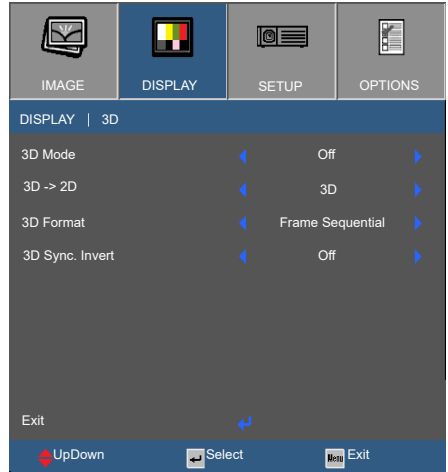 IMAGE DISPLAY SETUP OPTIONS
DISPLAY | 3D
3D Mode Off
3D -> 2D 3D
3D Format Frame Sequential
3D Sync. Invert Off
Exit
UpDown Select Menu Exit